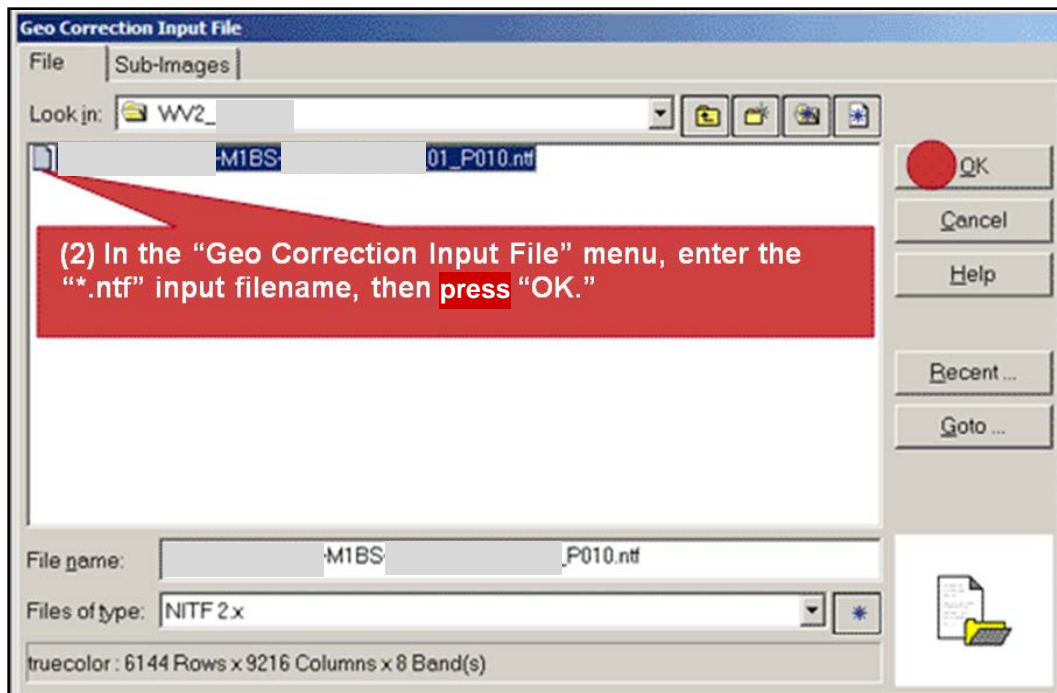 Geo Correction Input File
File Sub-Images
Look in: WV2_
-M1BS- 01_P010.ntf
OK
Cancel
(2) In the “Geo Correction Input File” menu, enter the
“*.ntf” input filename, then press “OK.”
Help
Recent ...
Goto ...
File name: -M1BS- _P010.ntf
Files of type: NITF 2.x
truecolor : 6144 Rows x 9216 Columns x 8 Band(s)